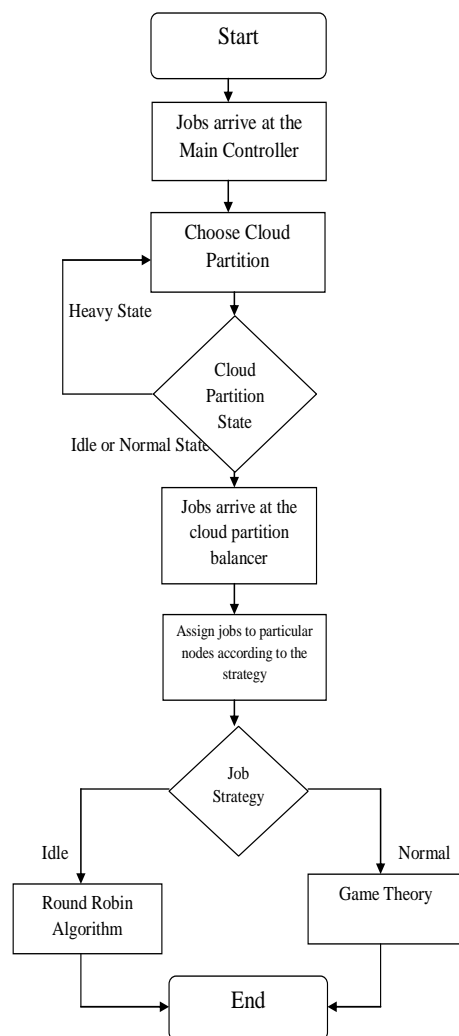 Start
Jobs arrive at the
Main Controller
Choose Cloud
Partition
Heavy State
Cloud
Partition
State
Idle or Normal State
Jobs arrive at the
cloud partition
balancer
Assign jobs to particular
nodes according to the
strategy
Job
Strategy
Idle
Normal
Round Robin
Algorithm
Game Theory
End